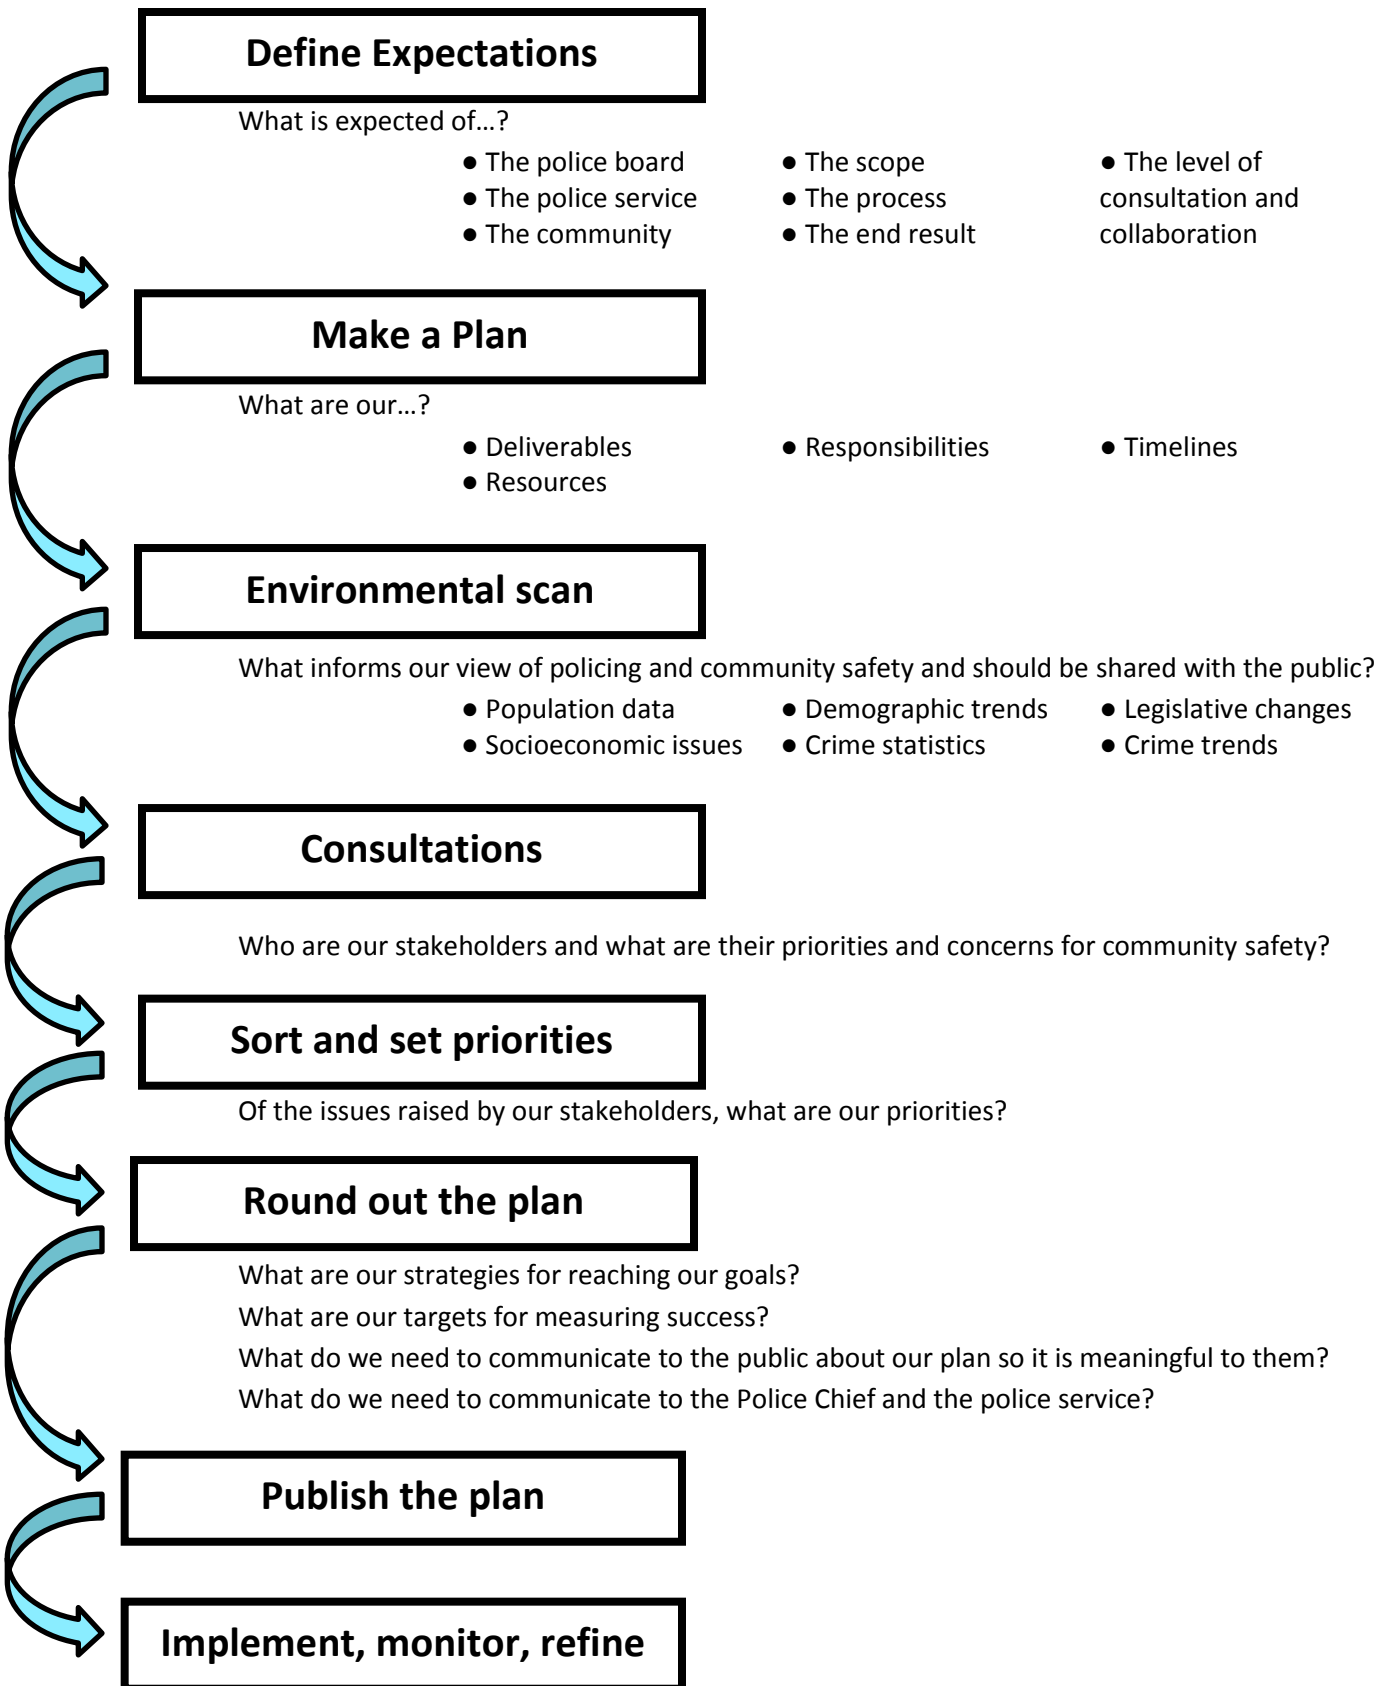 Define Expectations
What is expected of…?
● The police board ● The scope ● The level of
● The police service ● The process consultation and
● The community ● The end result collaboration
Make a Plan
What are our…?
● Deliverables ● Responsibilities ● Timelines
● Resources
Environmental scan
What informs our view of policing and community safety and should be shared with the public?
● Population data ● Demographic trends ● Legislative changes
● Socioeconomic issues ● Crime statistics ● Crime trends
Consultations
Who are our stakeholders and what are their priorities and concerns for community safety?
Sort and set priorities
Of the issues raised by our stakeholders, what are our priorities?
Round out the plan
What are our strategies for reaching our goals?
What are our targets for measuring success?
What do we need to communicate to the public about our plan so it is meaningful to them?
What do we need to communicate to the Police Chief and the police service?
Publish the plan
Implement, monitor, refine